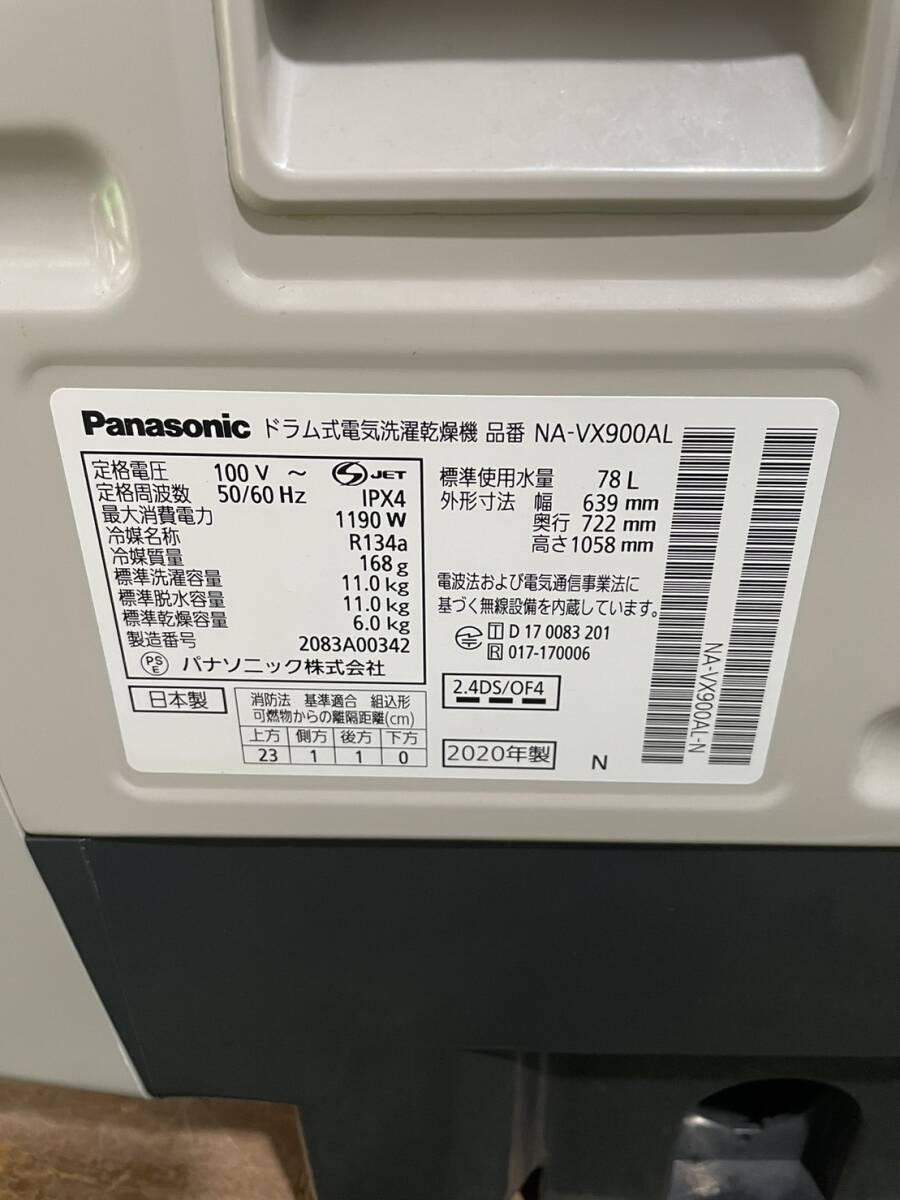 Panasonic ドラム式電気洗濯乾燥機 品番 NA-VX900AL
定格電圧 100 V ～ S JET
定格周波数 50/60 Hz IPX4
最大消費電力 1190 W
冷媒名称 R134a
冷媒質量 168 g
標準洗濯容量 11.0 kg
標準脱水容量 11.0 kg
標準乾燥容量 6.0 kg
製造番号 2083A00342
PS E パナソニック株式会社
日本製
消防法 基準適合 組込形
可燃物からの離隔距離(cm)
上方 側方 後方 下方
23 1 1 0
標準使用水量 78 L
外形寸法 幅 639 mm
奥行 722 mm
高さ 1058 mm
電波法および電気通信事業法に
基づく無線設備を内蔵しています。
T D 17 0083 201
R 017-170006
2.4DS/OF4
2020年製 N
NA-VX900AL-N